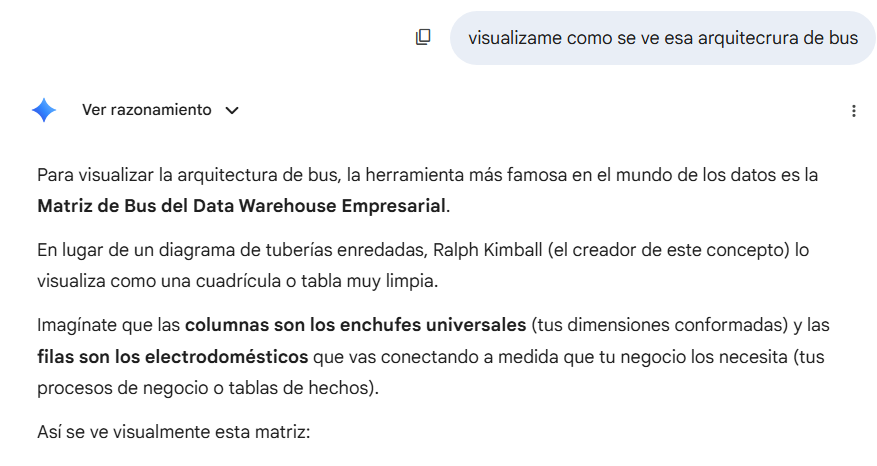 visualizame como se ve esa arquitecrura de bus
Ver razonamiento
Para visualizar la arquitectura de bus, la herramienta más famosa en el mundo de los datos es la
Matriz de Bus del Data Warehouse Empresarial.
En lugar de un diagrama de tuberías enredadas, Ralph Kimball (el creador de este concepto) lo
visualiza como una cuadrícula o tabla muy limpia.
Imagínate que las columnas son los enchufes universales (tus dimensiones conformadas) y las
filas son los electrodomésticos que vas conectando a medida que tu negocio los necesita (tus
procesos de negocio o tablas de hechos).
Así se ve visualmente esta matriz: